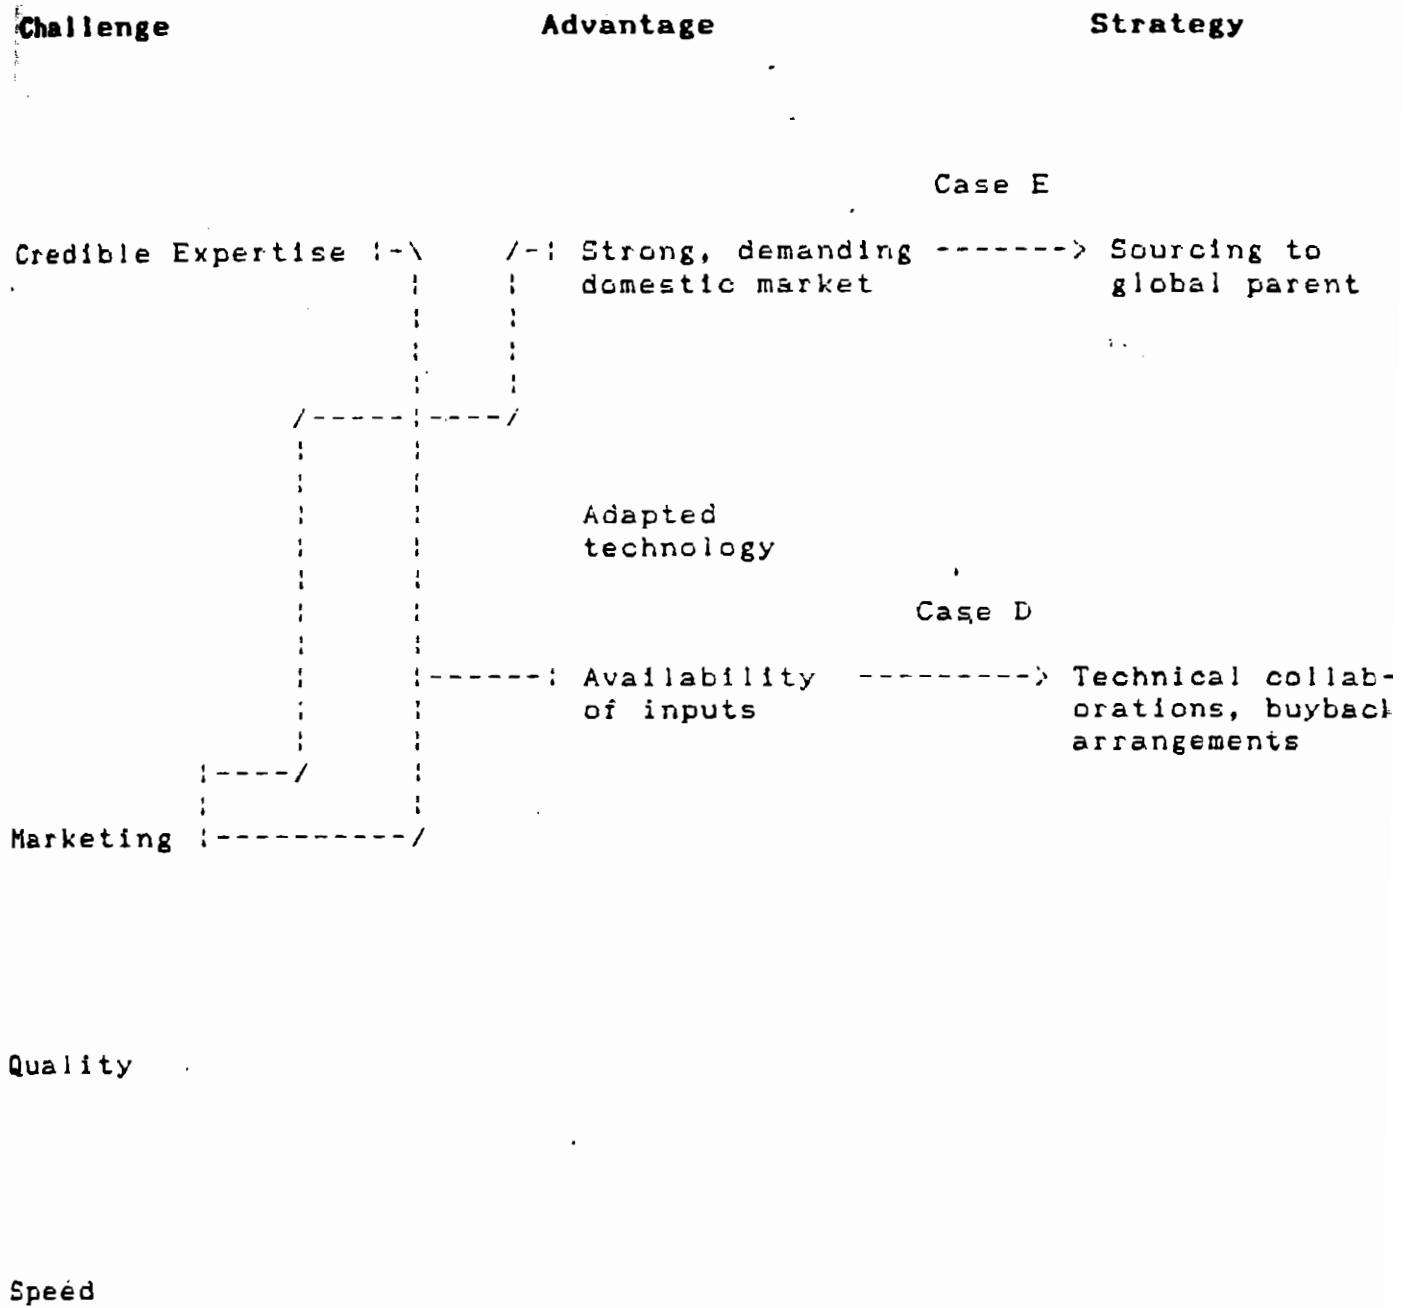 Challenge Advantage Strategy
Case E
Credible Expertise Strong, demanding -------> Sourcing to
domestic market global parent
Adapted
technology
Case D
Availability ---------> Technical collab-
of inputs orations, buyback
arrangements
Marketing
Quality
Speed